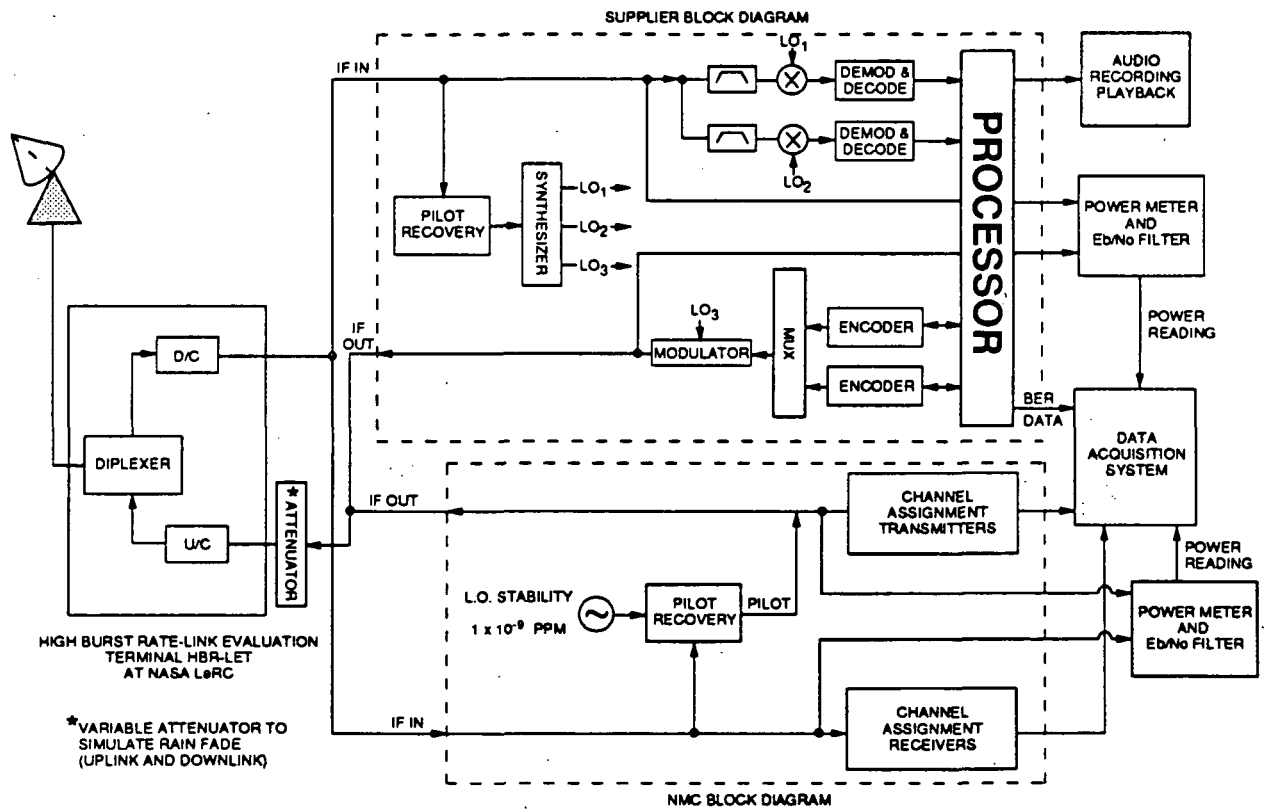 SUPPLIER BLOCK DIAGRAM
IF IN
LO1
DEMOD &
DECODE
DEMOD &
DECODE
LO2
PROCESSOR
AUDIO
RECORDING
PLAYBACK
PILOT
RECOVERY
SYNTHESIZER
LO1
LO2
LO3
POWER METER
AND
Eb/No FILTER
POWER
READING
IF
OUT
LO3
MODULATOR
MUX
ENCODER
ENCODER
BER
DATA
DATA
ACQUISITION
SYSTEM
D/C
DIPLEXER
U/C
*ATTENUATOR
HIGH BURST RATE-LINK EVALUATION
TERMINAL HBR-LET
AT NASA LeRC
*VARIABLE ATTENUATOR TO
SIMULATE RAIN FADE
(UPLINK AND DOWNLINK)
IF OUT
CHANNEL
ASSIGNMENT
TRANSMITTERS
L.O. STABILITY
1 x 10-9 PPM
PILOT
RECOVERY
PILOT
POWER
READING
POWER METER
AND
Eb/No FILTER
IF IN
CHANNEL
ASSIGNMENT
RECEIVERS
NMC BLOCK DIAGRAM